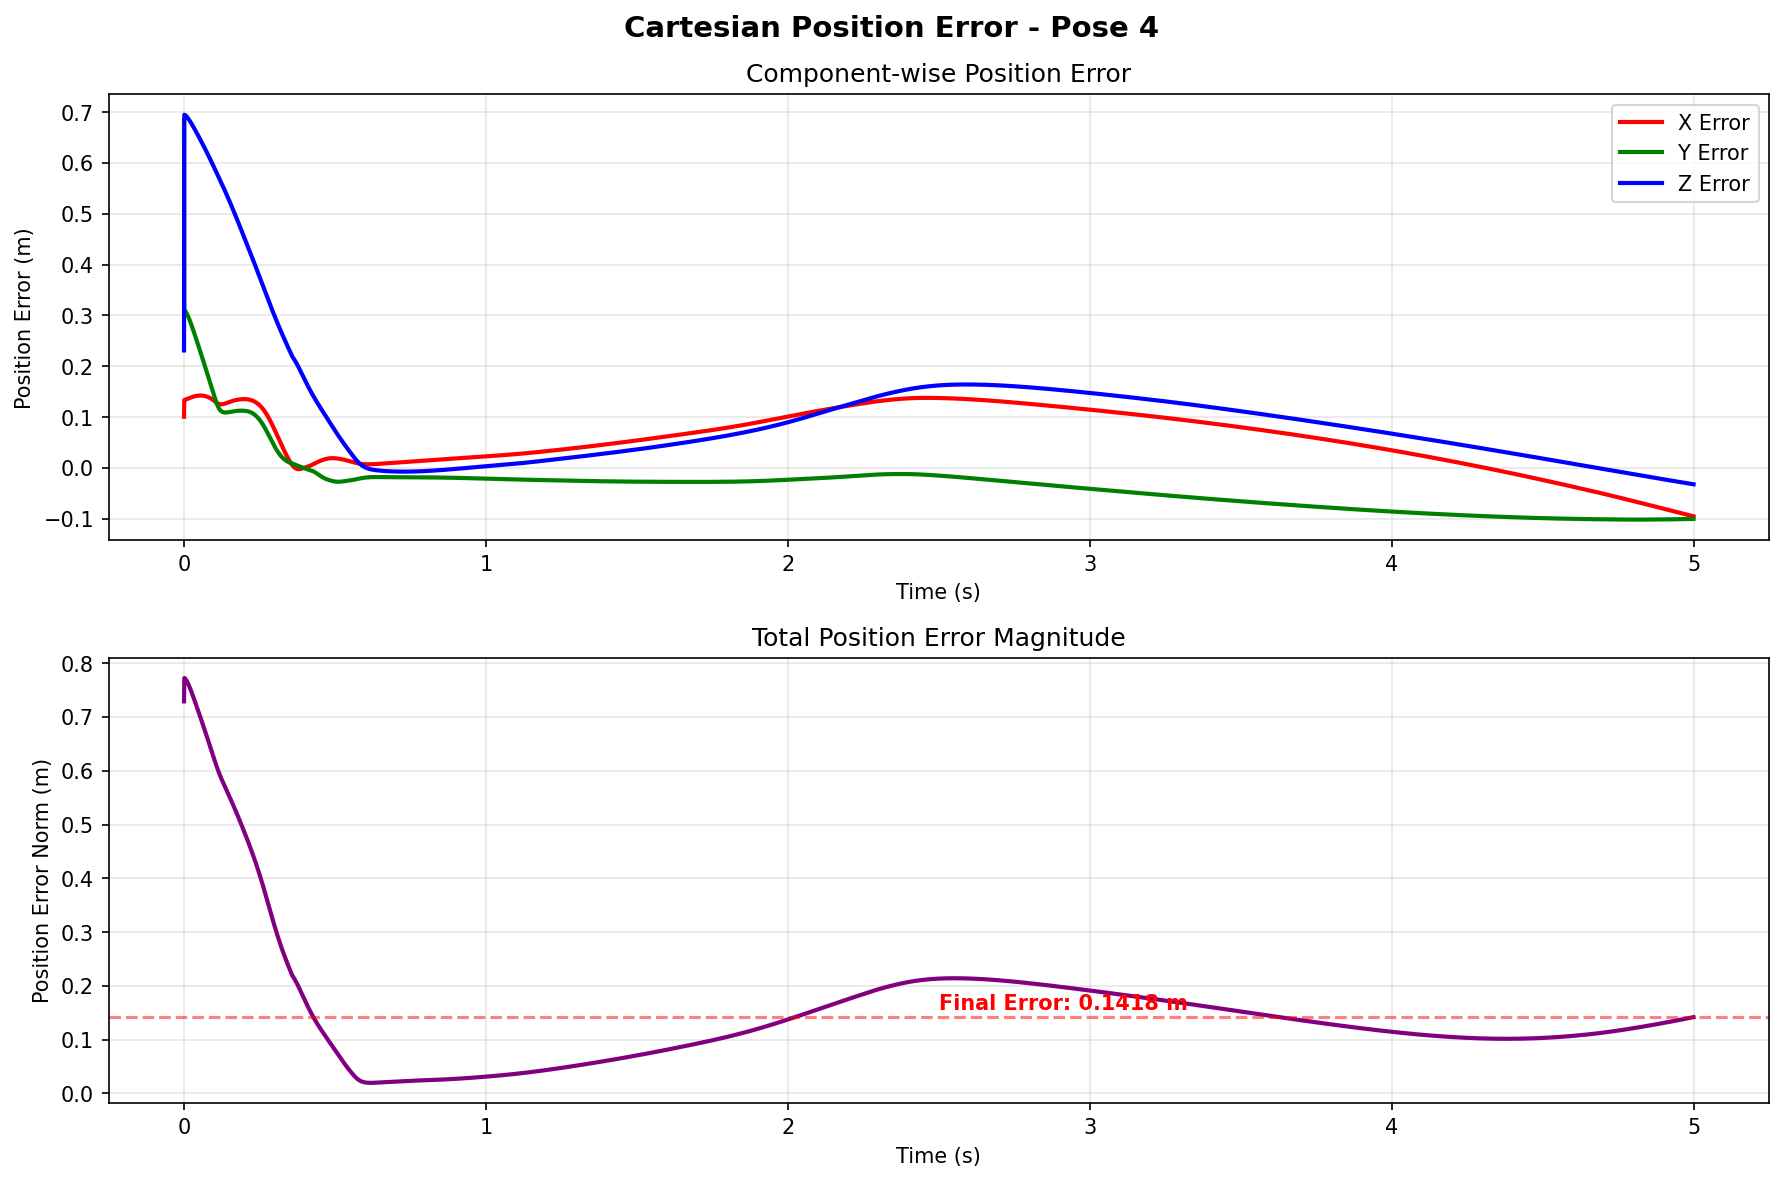 Cartesian Position Error - Pose 4
Component-wise Position Error
0.7
0.6
0.5
0.4
0.3
0.2
0.1
0.0
−0.1
Position Error (m)
X Error
Y Error
Z Error
0 1 2 3 4 5
Time (s)
Total Position Error Magnitude
0.8
0.7
0.6
0.5
0.4
0.3
0.2
0.1
0.0
Position Error Norm (m)
Final Error: 0.1418 m
0 1 2 3 4 5
Time (s)